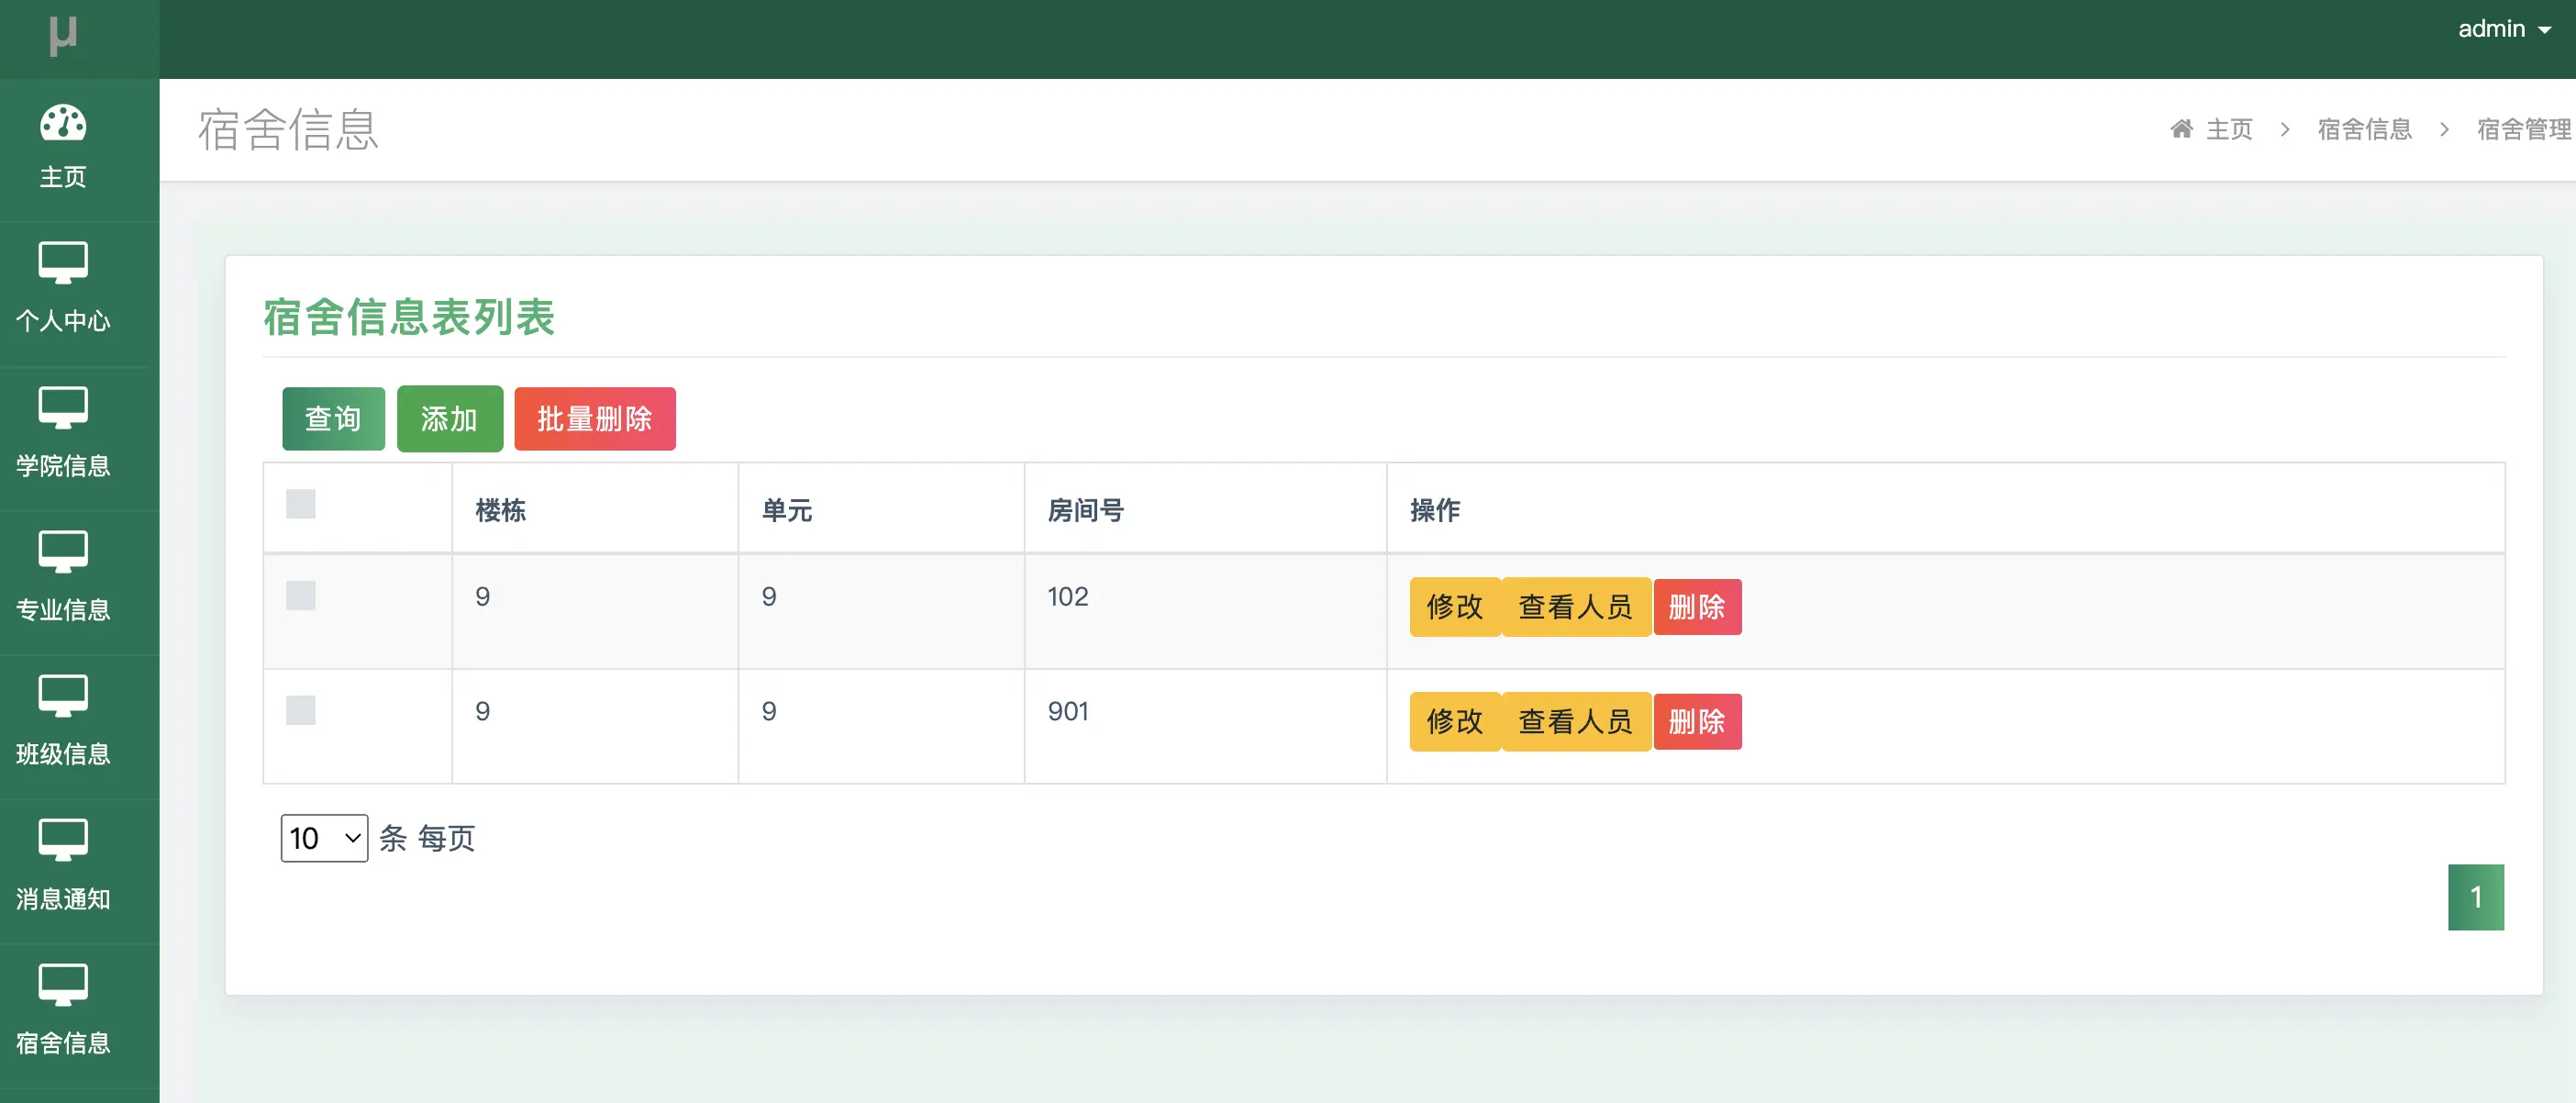 μ
admin
主页
个人中心
学院信息
专业信息
班级信息
消息通知
宿舍信息
宿舍信息
主页 > 宿舍信息 > 宿舍管理
宿舍信息表列表
查询 添加 批量删除
楼栋 单元 房间号 操作
9 9 102 修改 查看人员 删除
9 9 901 修改 查看人员 删除
10 条 每页
1